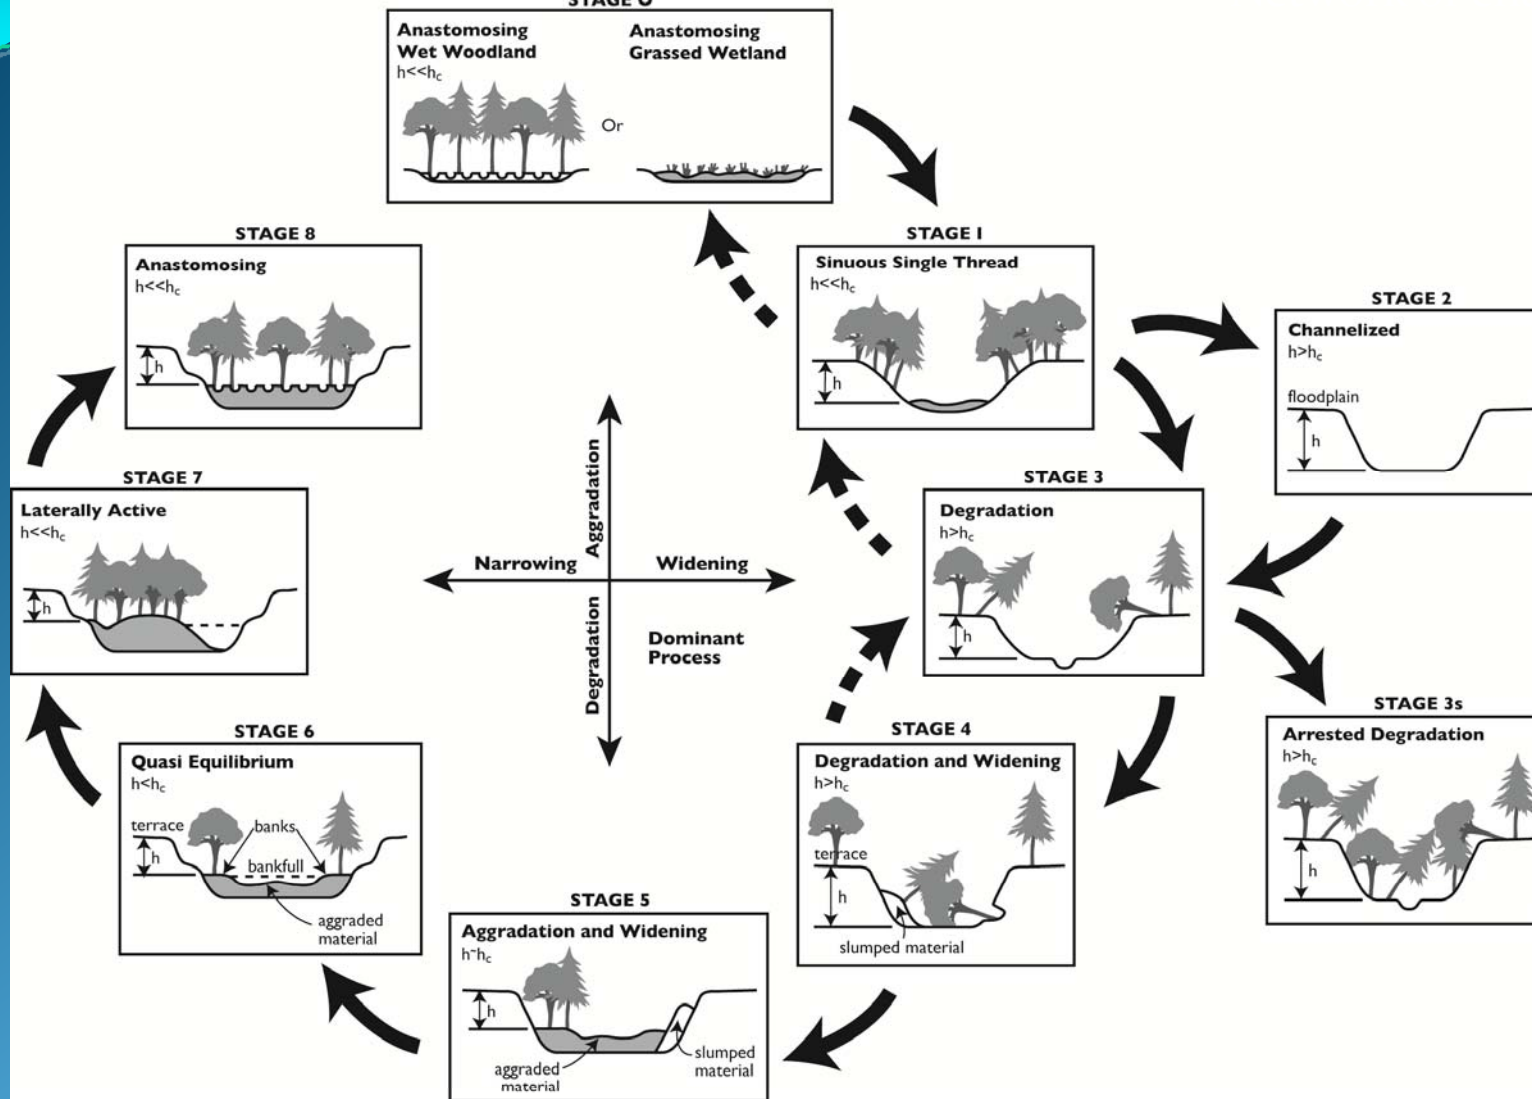 STAGE 0
Anastomosing
Wet Woodland
h<<hc
Or
Anastomosing
Grassed Wetland
STAGE 1
Sinuous Single Thread
h<<hc
h
STAGE 2
Channelized
h>hc
floodplain
h
STAGE 3
Degradation
h>hc
h
STAGE 3s
Arrested Degradation
h>hc
h
STAGE 4
Degradation and Widening
h>hc
terrace
h
slumped material
STAGE 5
Aggradation and Widening
h~hc
h
aggraded
material
slumped
material
STAGE 6
Quasi Equilibrium
h<hc
terrace
banks
h
bankfull
aggraded
material
STAGE 7
Laterally Active
h<<hc
h
STAGE 8
Anastomosing
h<<hc
h
Aggradation
Narrowing
Widening
Degradation
Dominant
Process